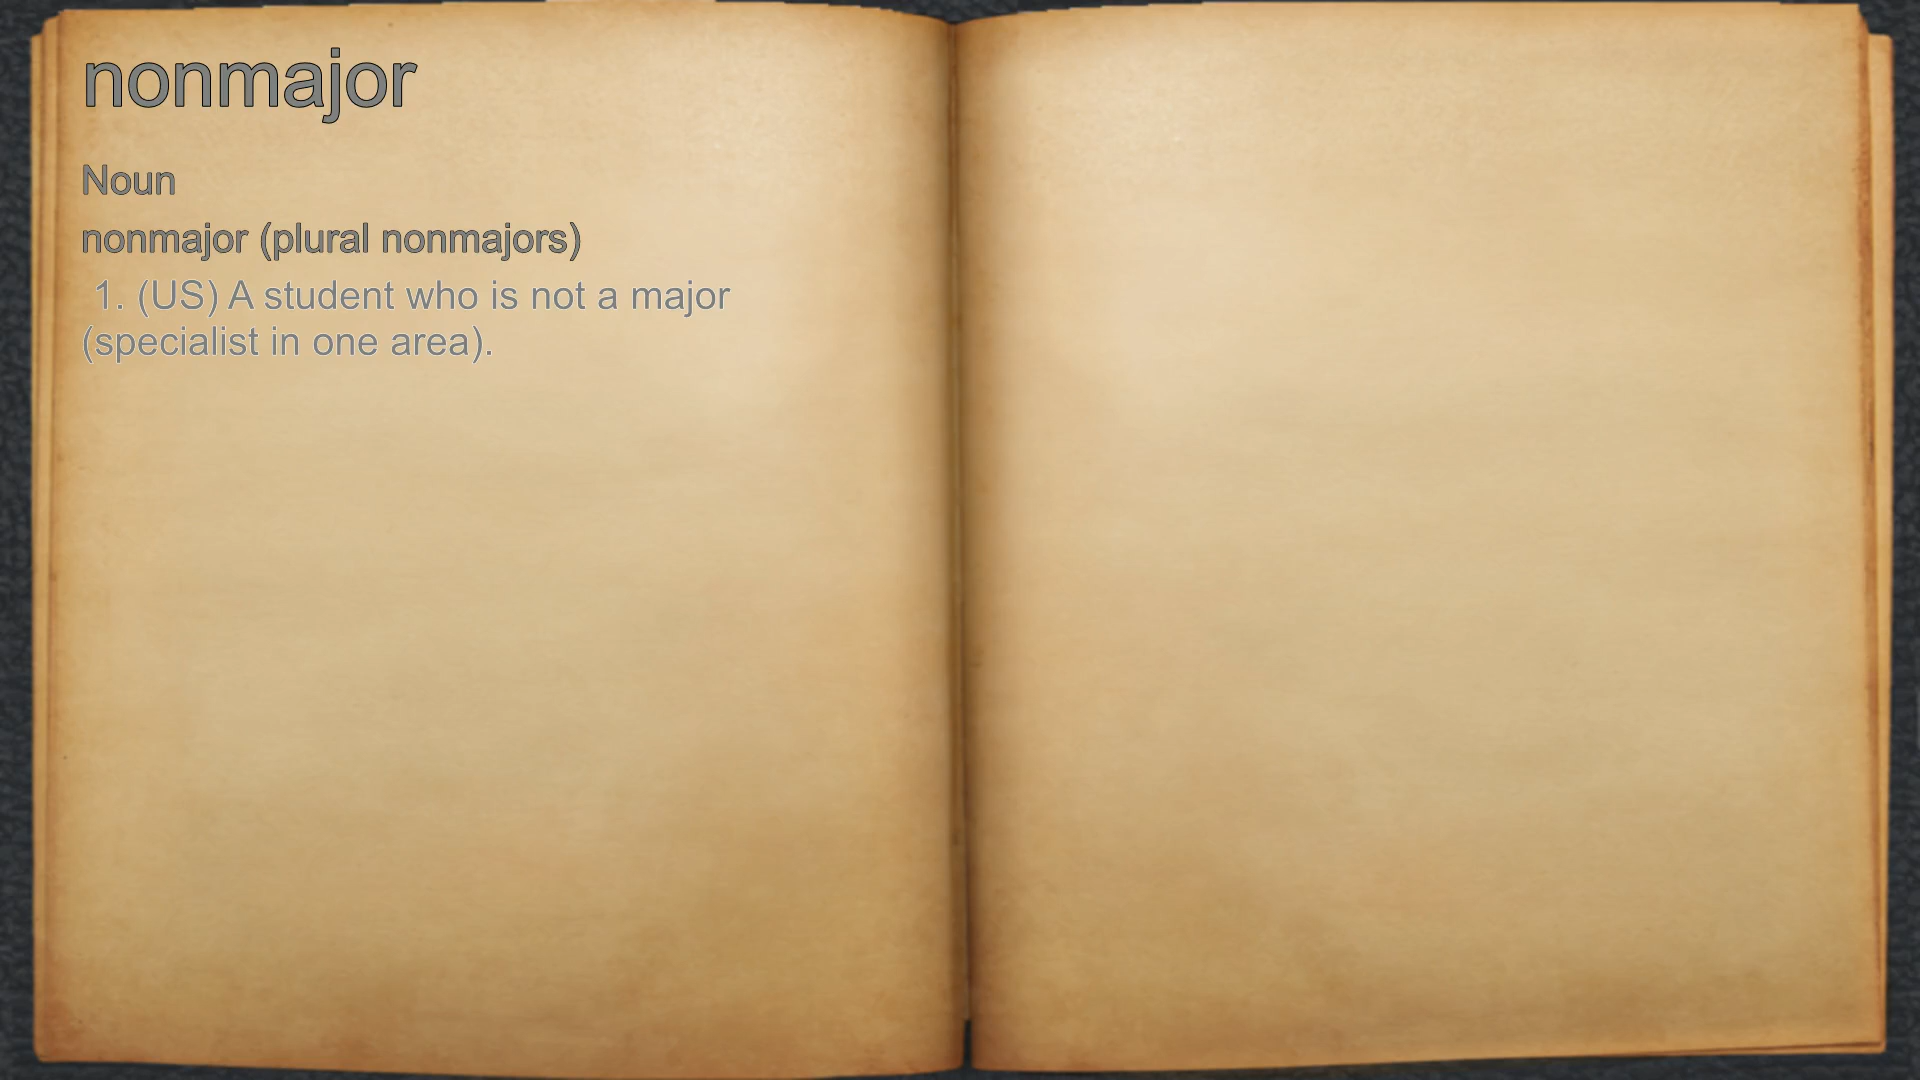 nonmajor
Noun
nonmajor (plural nonmajors)
1. (US) A student who is not a major
(specialist in one area).